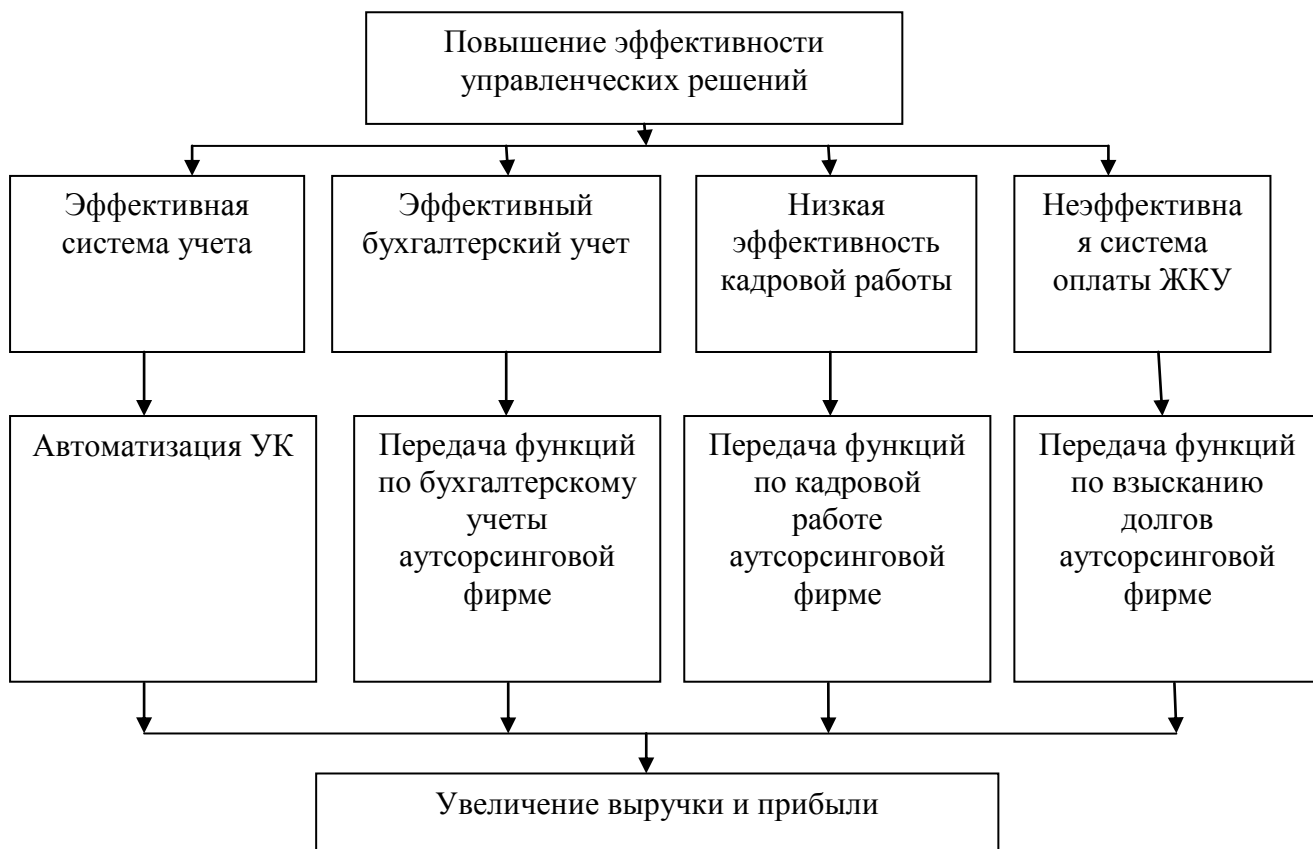 Повышение эффективности
управленческих решений
Эффективная
система учета
Эффективный
бухгалтерский учет
Низкая
эффективность
кадровой работы
Неэффективна
я система
оплаты ЖКУ
Автоматизация УК
Передача функций
по бухгалтерскому
учеты
аутсорсинговой
фирме
Передача функций
по кадровой
работе
аутсорсинговой
фирме
Передача функций
по взысканию
долгов
аутсорсинговой
фирме
Увеличение выручки и прибыли